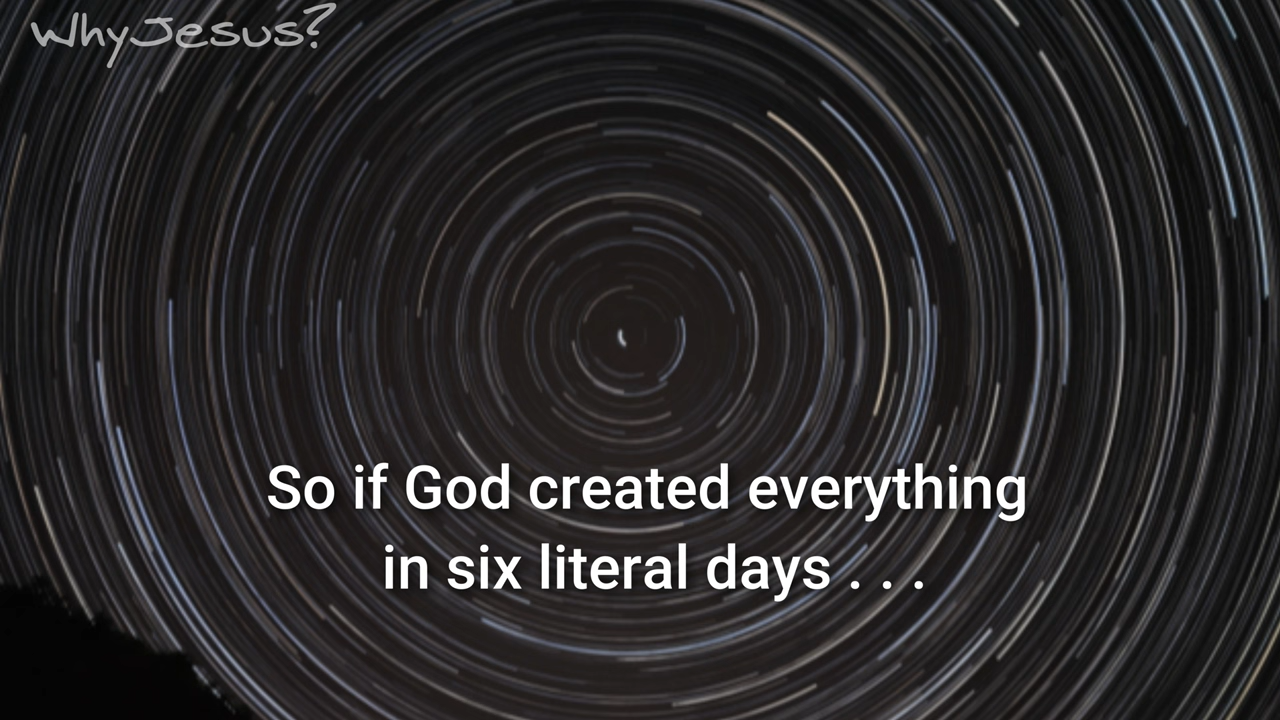 WhyJesus?
So if God created everything
in six literal days . . .